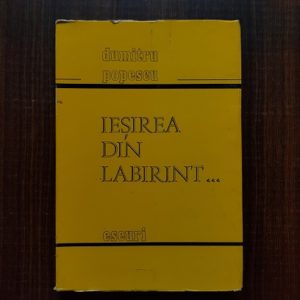 dumitru
popescu
IEȘIREA
DIN
LABIRINT...
eseuri